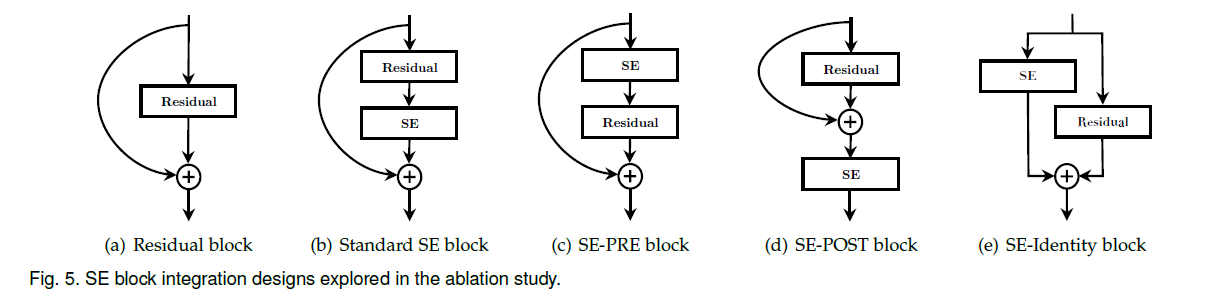 Residual
Residual
SE
SE
Residual
Residual
SE
SE
Residual
(a) Residual block
(b) Standard SE block
(c) SE-PRE block
(d) SE-POST block
(e) SE-Identity block
Fig. 5. SE block integration designs explored in the ablation study.